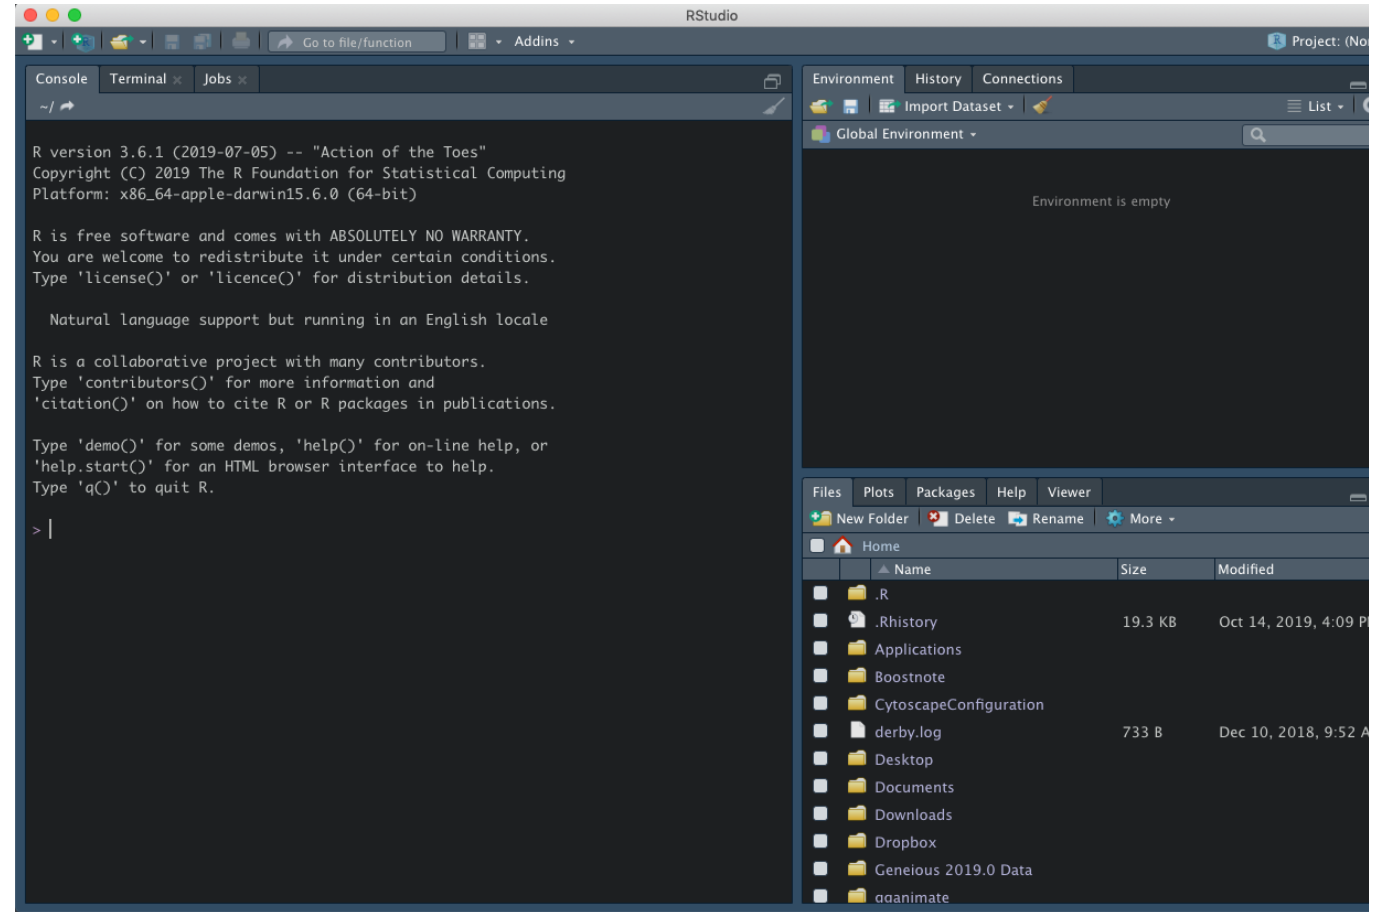 RStudio
Go to file/function
Addins
Project: (No
Console Terminal Jobs
~/
R version 3.6.1 (2019-07-05) -- "Action of the Toes"
Copyright (C) 2019 The R Foundation for Statistical Computing
Platform: x86_64-apple-darwin15.6.0 (64-bit)
R is free software and comes with ABSOLUTELY NO WARRANTY.
You are welcome to redistribute it under certain conditions.
Type 'license()' or 'licence()' for distribution details.
Natural language support but running in an English locale
R is a collaborative project with many contributors.
Type 'contributors()' for more information and
'citation()' on how to cite R or R packages in publications.
Type 'demo()' for some demos, 'help()' for on-line help, or
'help.start()' for an HTML browser interface to help.
Type 'q()' to quit R.
>
Environment History Connections
Import Dataset List
Global Environment
Environment is empty
Files Plots Packages Help Viewer
New Folder Delete Rename More
Home
Name Size Modified
.R
.Rhistory 19.3 KB Oct 14, 2019, 4:09 P
Applications
Boostnote
CytoscapeConfiguration
derby.log 733 B Dec 10, 2018, 9:52 A
Desktop
Documents
Downloads
Dropbox
Geneious 2019.0 Data
gganimate